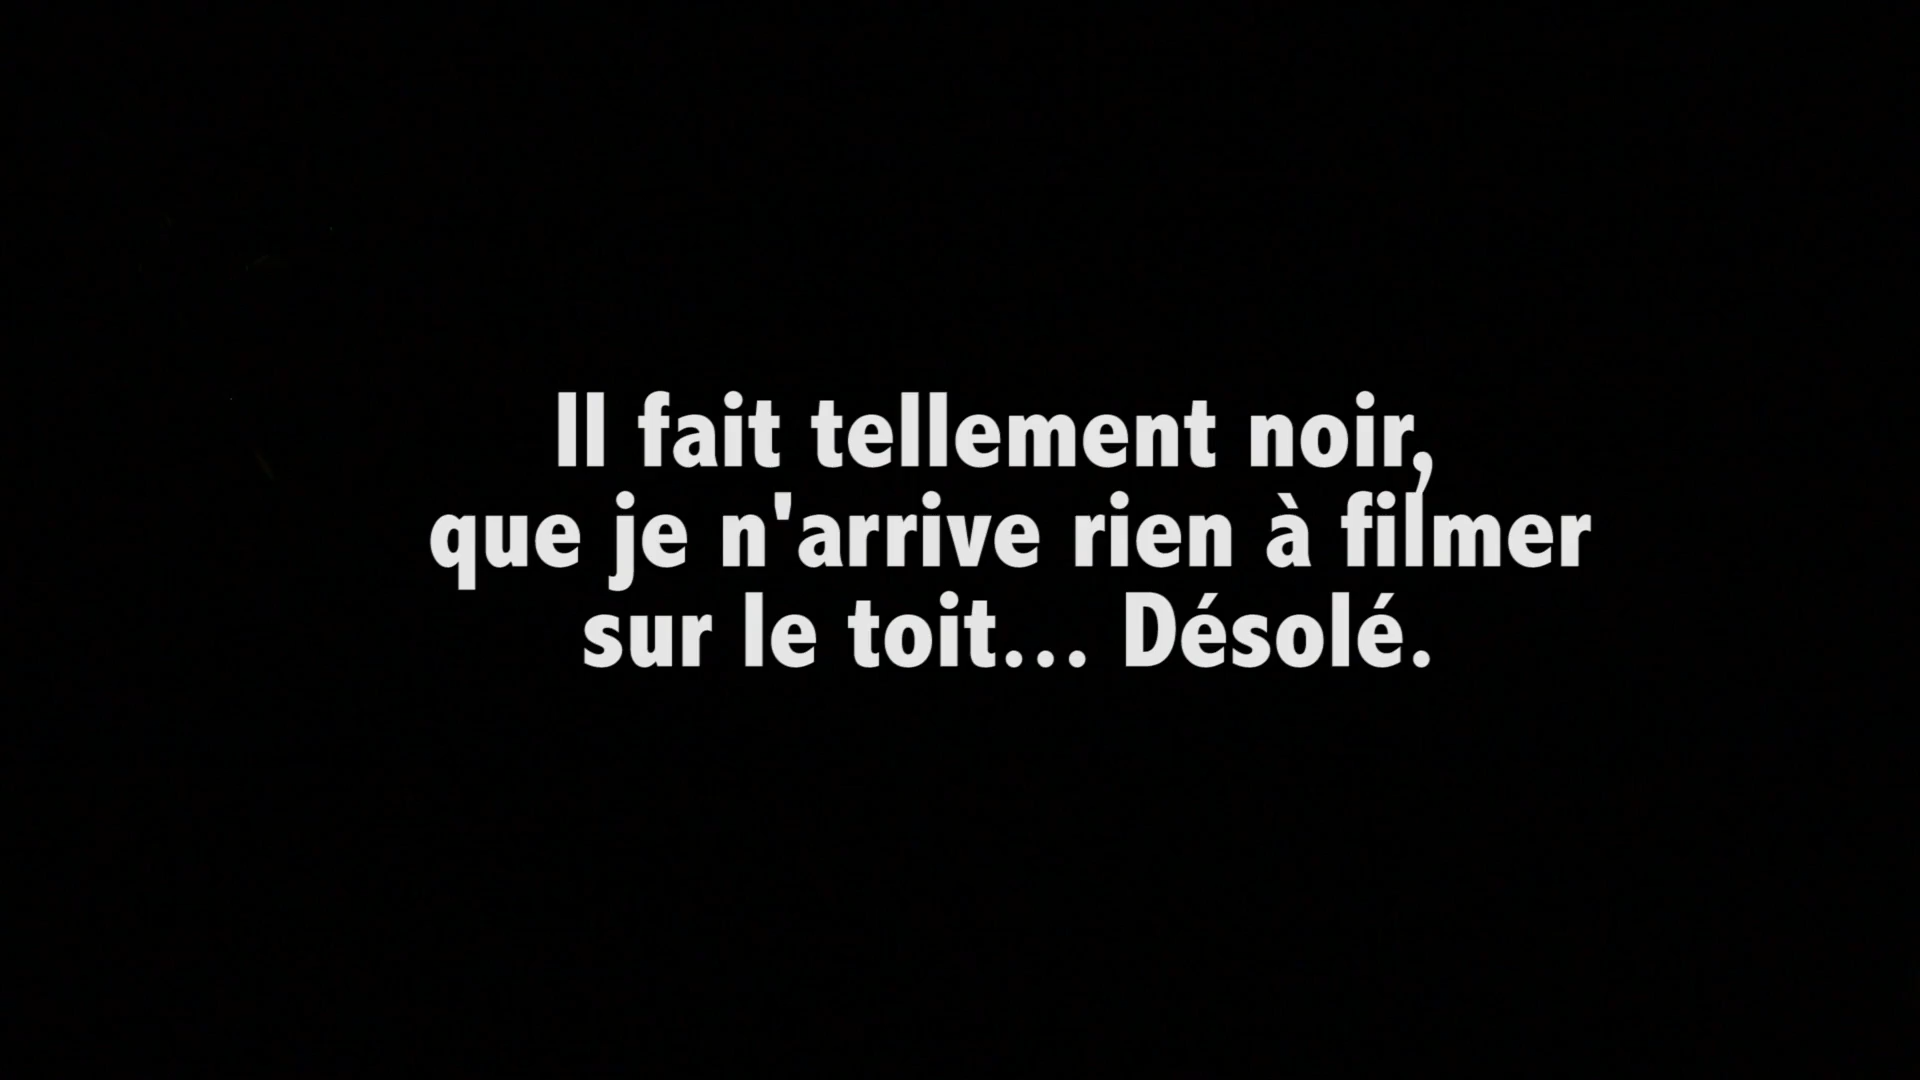 Il fait tellement noir,
que je n'arrive rien à filmer
sur le toit... Désolé.